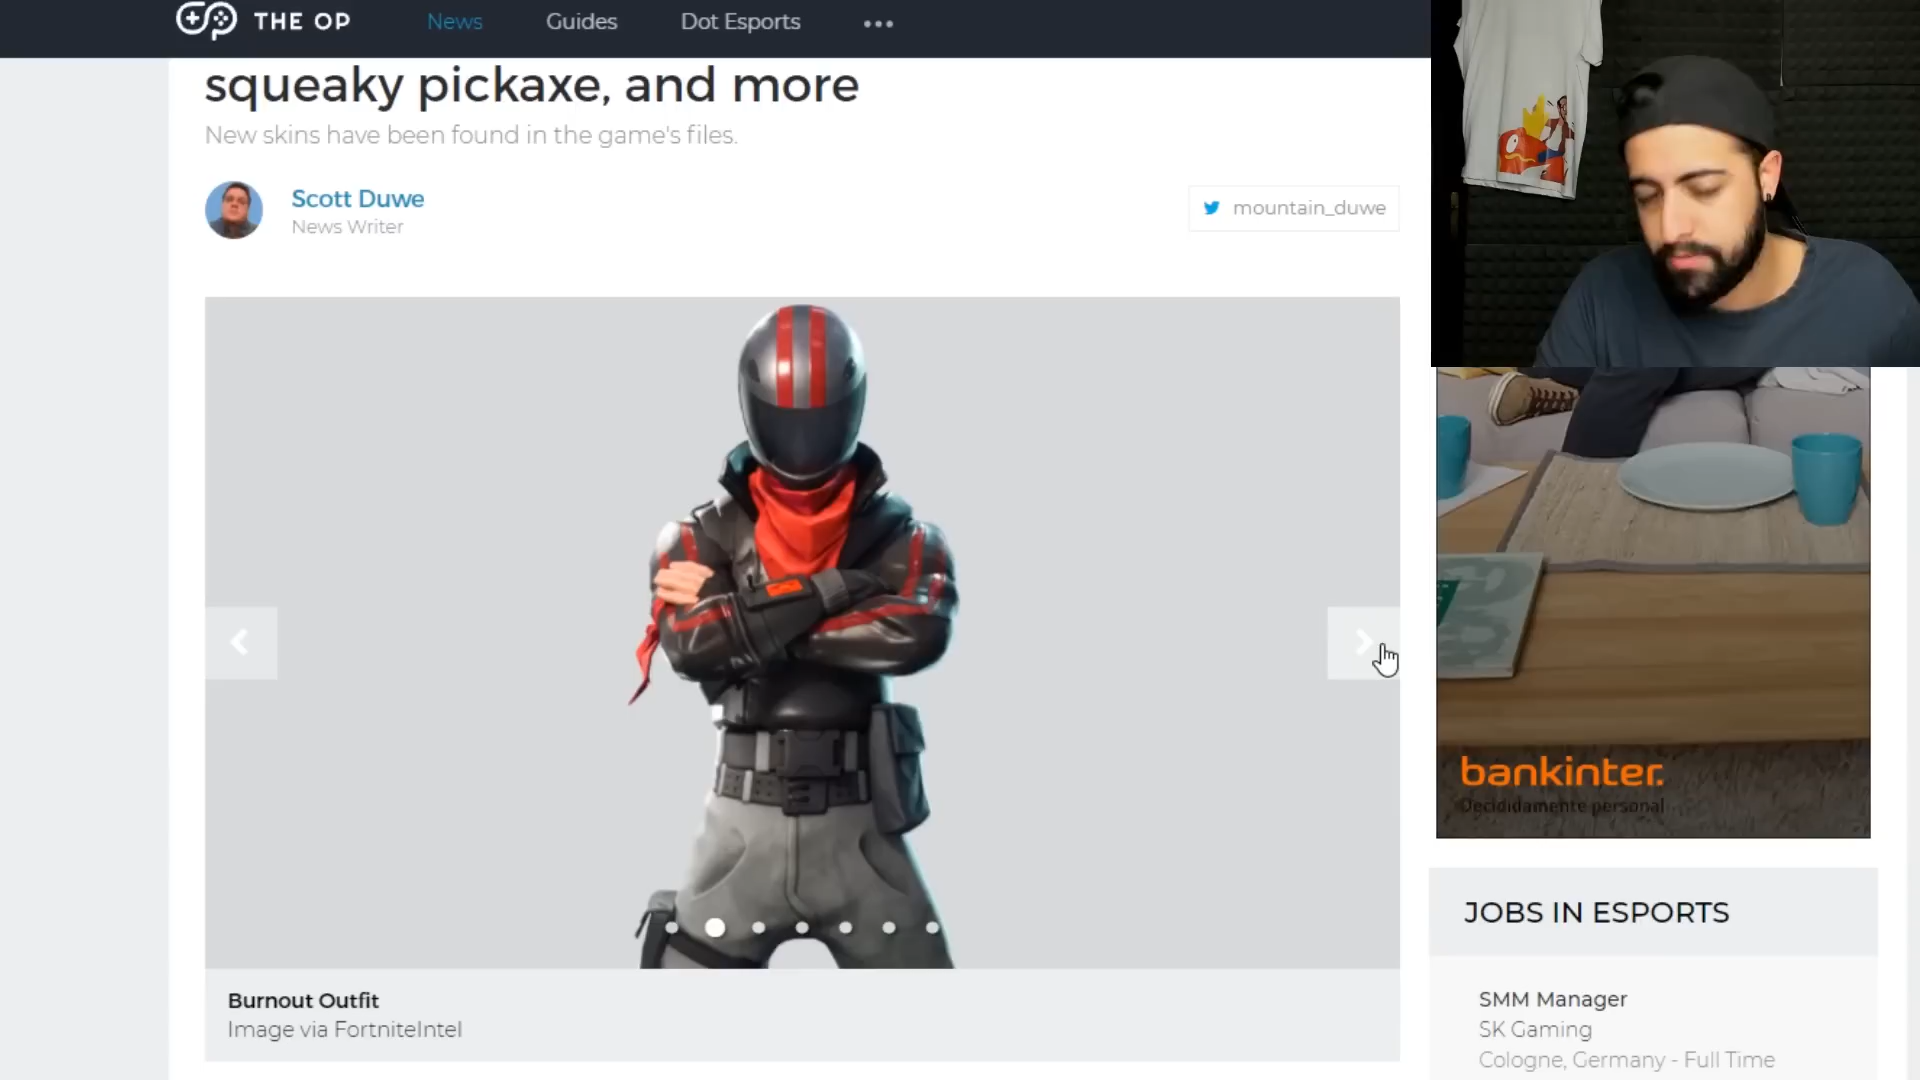 THE OP
News
Guides
Dot Esports
squeaky pickaxe, and more
New skins have been found in the game's files.
Scott Duwe
News Writer
mountain_duwe
bankinter.
Decididamente personal
Burnout Outfit
Image via FortniteIntel
JOBS IN ESPORTS
SMM Manager
SK Gaming
Cologne, Germany - Full Time